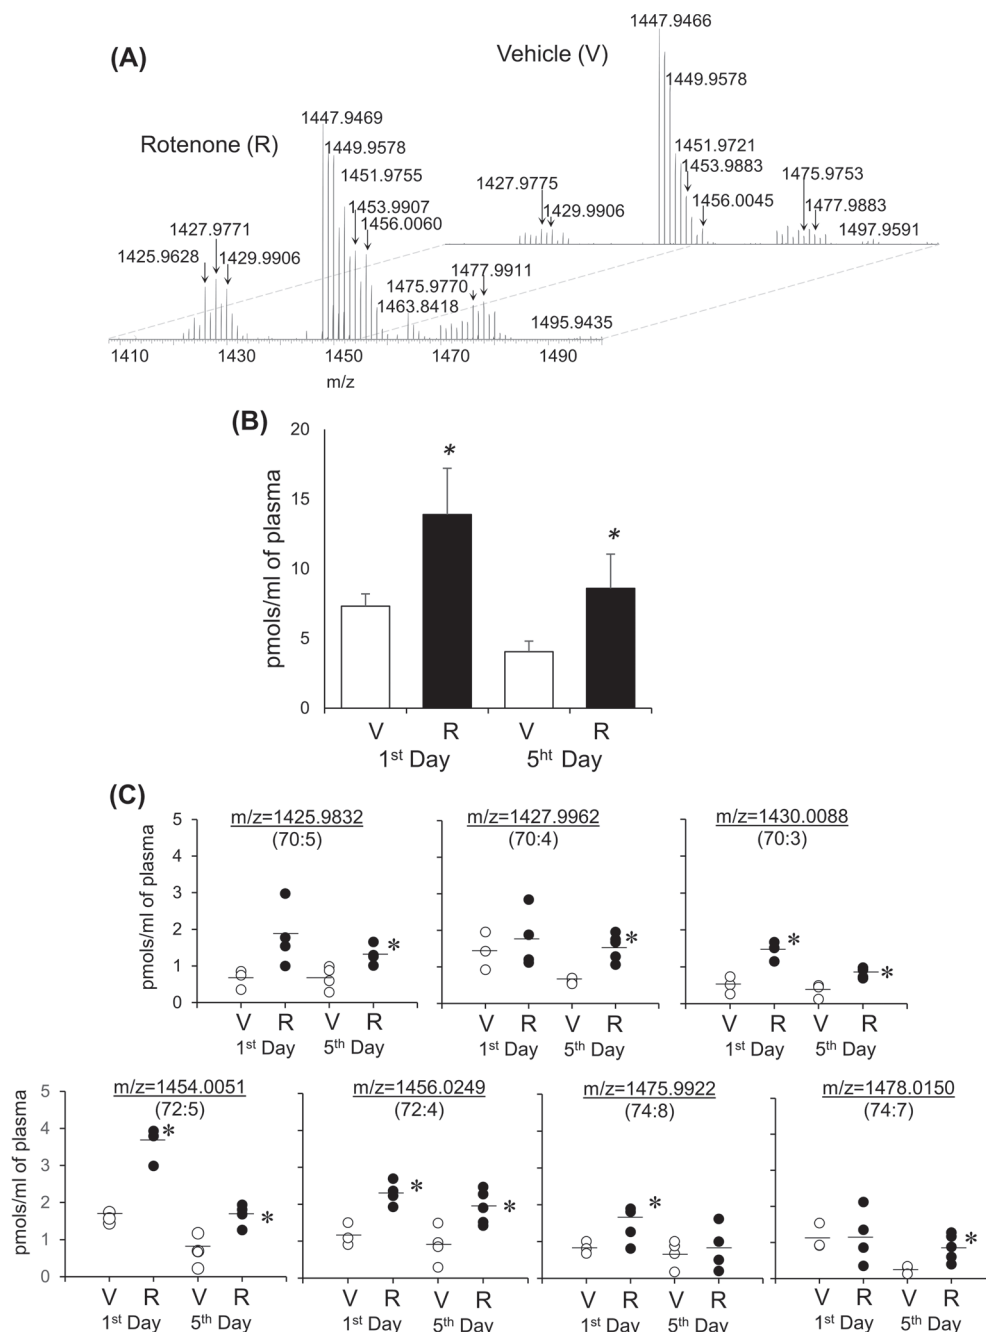 (A)
Vehicle (V)
1447.9466
1449.9578
1451.9721
1453.9883
1456.0045
1427.9775
1429.9906
1475.9753
1477.9883
1497.9591
Rotenone (R)
1447.9469
1449.9578
1451.9755
1453.9907
1456.0060
1427.9771
1425.9628
1429.9906
1477.9911
1475.9770
1463.8418
1495.9435
1410 1430 1450 1470 1490
m/z
(B)
pmols/ml of plasma
20
15
10
5
0
*
*
V R V R
1st Day 5ht Day
(C)
pmols/ml of plasma
5
4
3
2
1
0
m/z=1425.9832
(70:5)
*
V R V R
1st Day 5th Day
m/z=1427.9962
(70:4)
*
V R V R
1st Day 5th Day
m/z=1430.0088
(70:3)
*
*
V R V R
1st Day 5th Day
pmols/ml of plasma
5
4
3
2
1
0
m/z=1454.0051
(72:5)
*
*
V R V R
1st Day 5th Day
m/z=1456.0249
(72:4)
*
*
V R V R
1st Day 5th Day
m/z=1475.9922
(74:8)
*
V R V R
1st Day 5th Day
m/z=1478.0150
(74:7)
*
V R V R
1st Day 5th Day